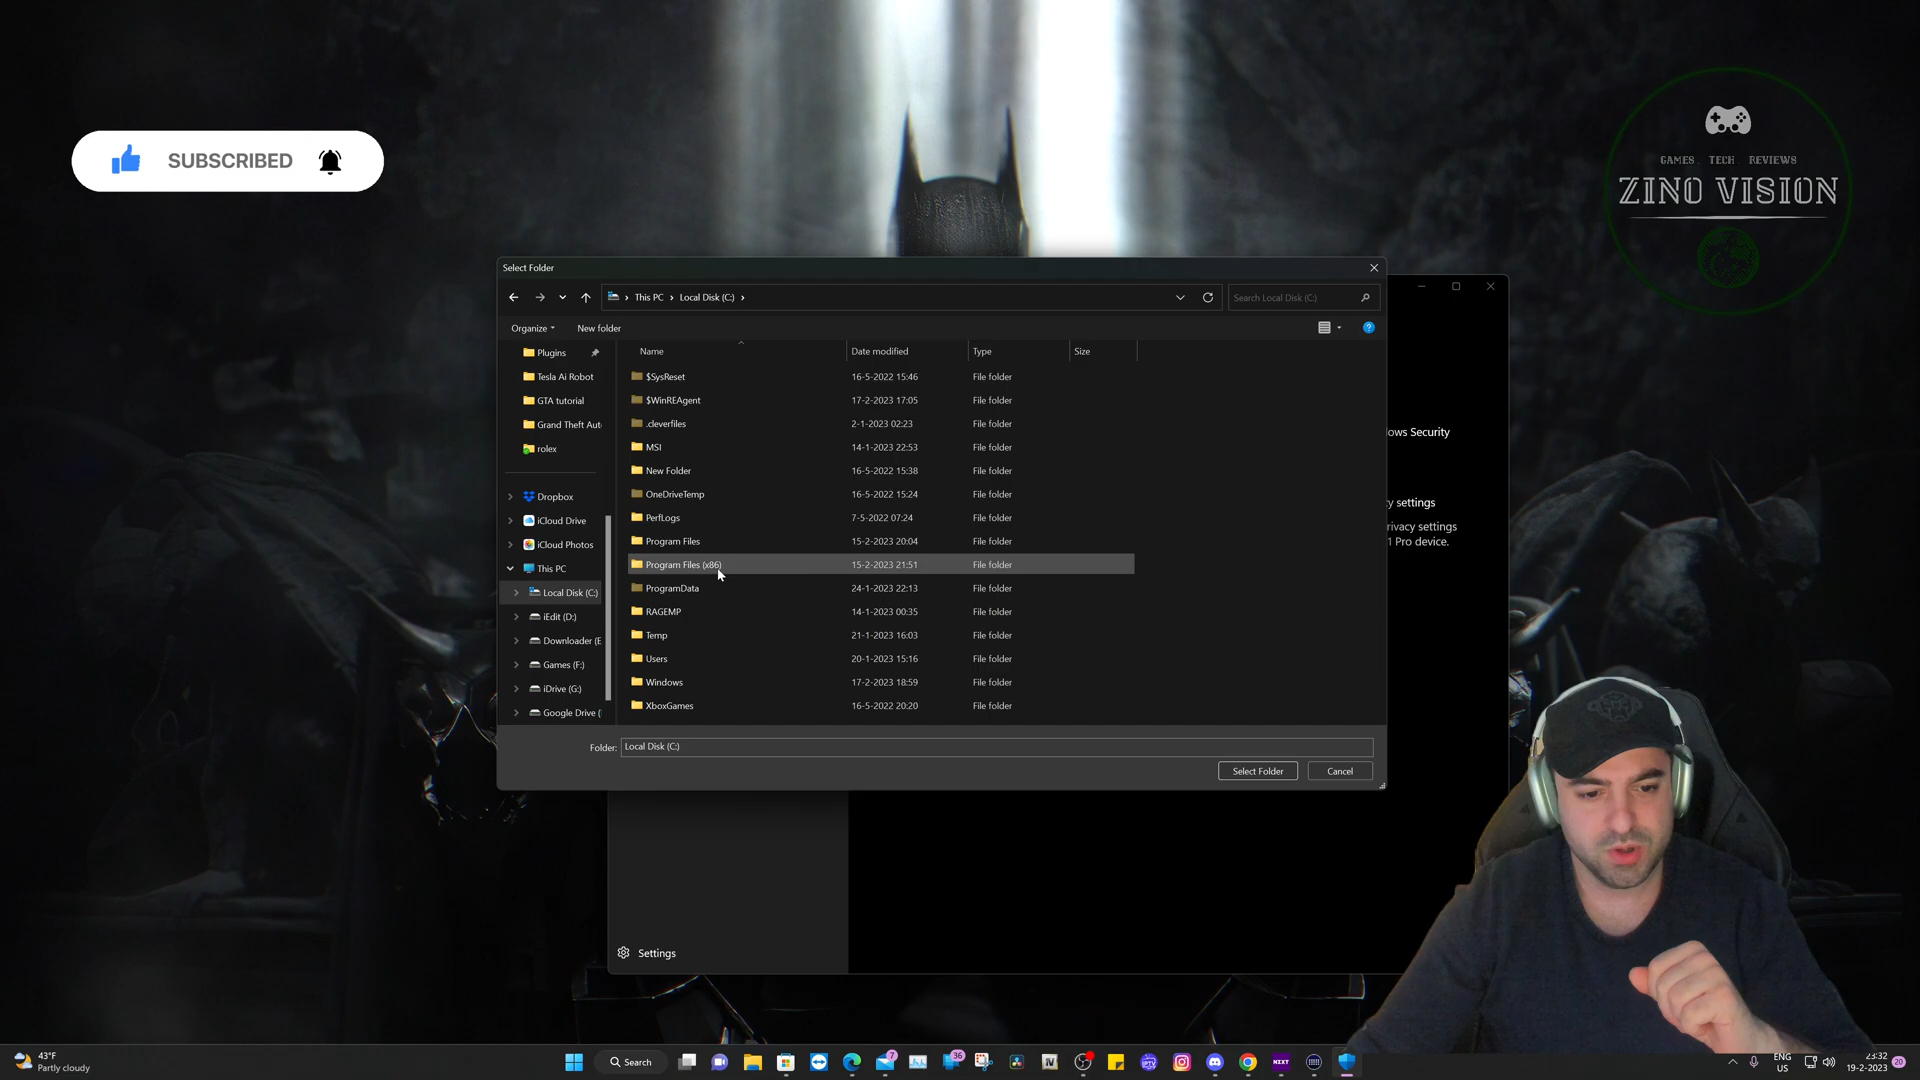 SUBSCRIBED
GAMES . TECH . REVIEWS
ZINO VISION
Select Folder
This PC > Local Disk (C:) >
Search Local Disk (C:)
Organize
New folder
Name
Date modified
Type
Size
Plugins
Tesla Ai Robot
GTA tutorial
Grand Theft Aut
rolex
Dropbox
iCloud Drive
iCloud Photos
This PC
Local Disk (C:)
iEdit (D:)
Downloader (E
Games (F:)
iDrive (G:)
Google Drive (
$SysReset 16-5-2022 15:46 File folder
$WinREAgent 17-2-2023 17:05 File folder
.cleverfiles 2-1-2023 02:23 File folder
MSI 14-1-2023 22:53 File folder
New Folder 16-5-2022 15:38 File folder
OneDriveTemp 16-5-2022 15:24 File folder
PerfLogs 7-5-2022 07:24 File folder
Program Files 15-2-2023 20:04 File folder
Program Files (x86) 15-2-2023 21:51 File folder
ProgramData 24-1-2023 22:13 File folder
RAGEMP 14-1-2023 00:35 File folder
Temp 21-1-2023 16:03 File folder
Users 20-1-2023 15:16 File folder
Windows 17-2-2023 18:59 File folder
XboxGames 16-5-2022 20:20 File folder
Folder: Local Disk (C:)
Select Folder
Cancel
ows Security
y settings
rivacy settings
1 Pro device.
Settings
43°F
Partly cloudy
Search
7
36
NXT
ENG
US
23:32
19-2-2023
20